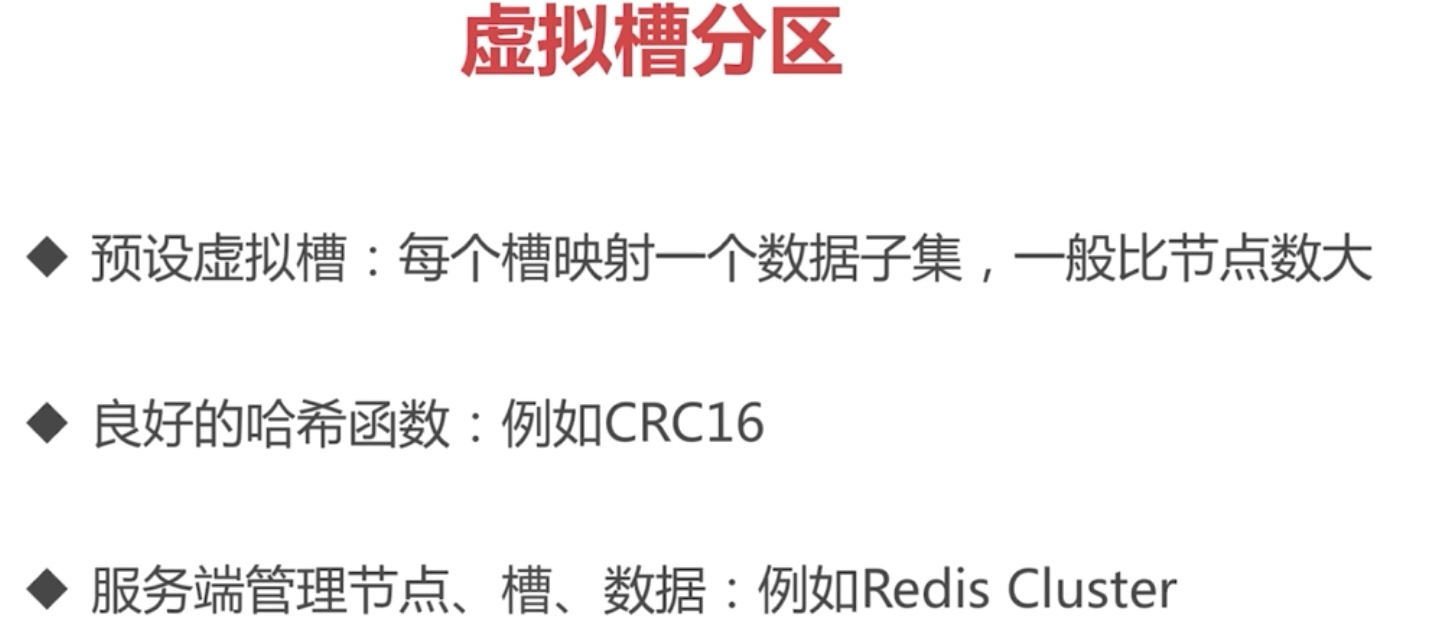 虚拟槽分区
◆ 预设虚拟槽：每个槽映射一个数据子集，一般比节点数大
◆ 良好的哈希函数：例如CRC16
◆ 服务端管理节点、槽、数据：例如Redis Cluster